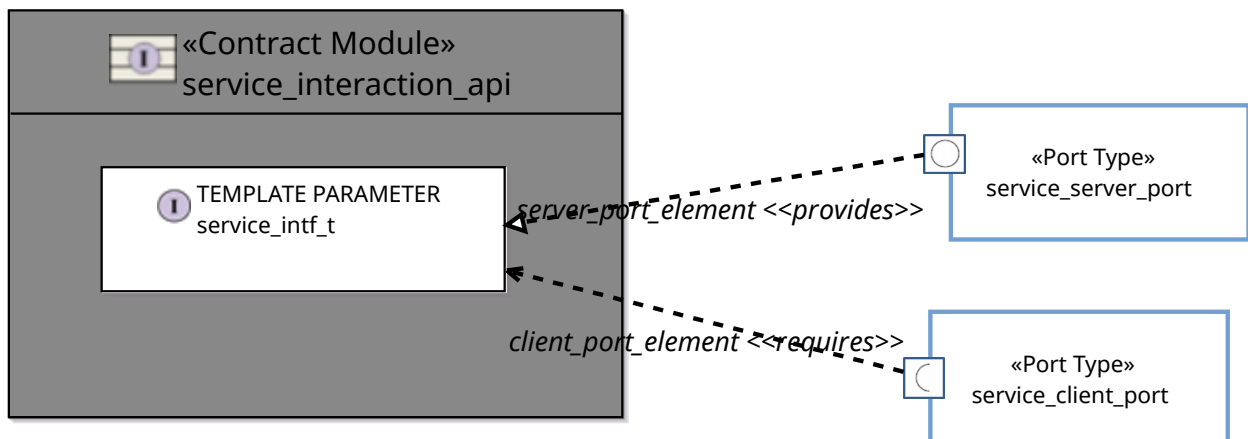 «Contract Module»
service_interaction_api
TEMPLATE PARAMETER
service_intf_t
server_port_element <<provides>>
«Port Type»
service_server_port
client_port_element <<requires>>
«Port Type»
service_client_port